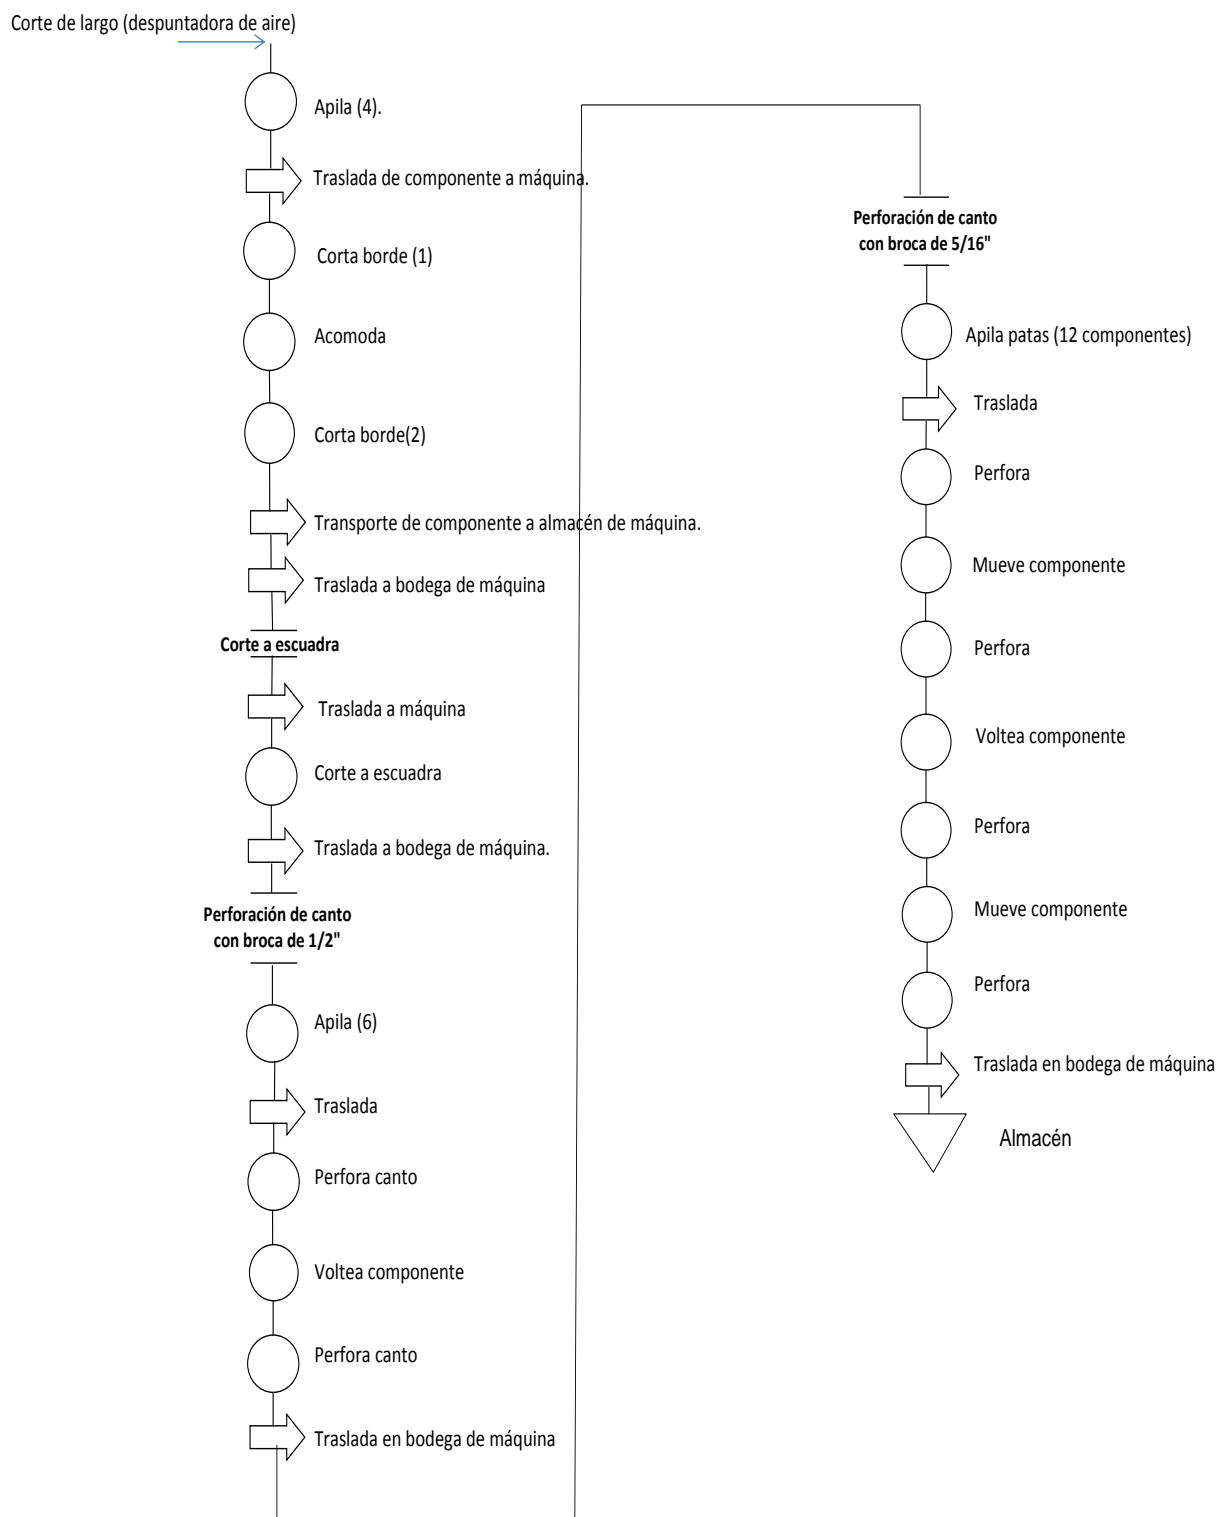 Corte de largo (despuntadora de aire)
Apila (4).
Traslada de componente a máquina.
Corta borde (1)
Acomoda
Corta borde(2)
Transporte de componente a almacén de máquina.
Traslada a bodega de máquina
Corte a escuadra
Traslada a máquina
Corte a escuadra
Traslada a bodega de máquina.
Perforación de canto
con broca de 1/2"
Apila (6)
Traslada
Perfora canto
Voltea componente
Perfora canto
Traslada en bodega de máquina
Perforación de canto
con broca de 5/16"
Apila patas (12 componentes)
Traslada
Perfora
Mueve componente
Perfora
Voltea componente
Perfora
Mueve componente
Perfora
Traslada en bodega de máquina
Almacén